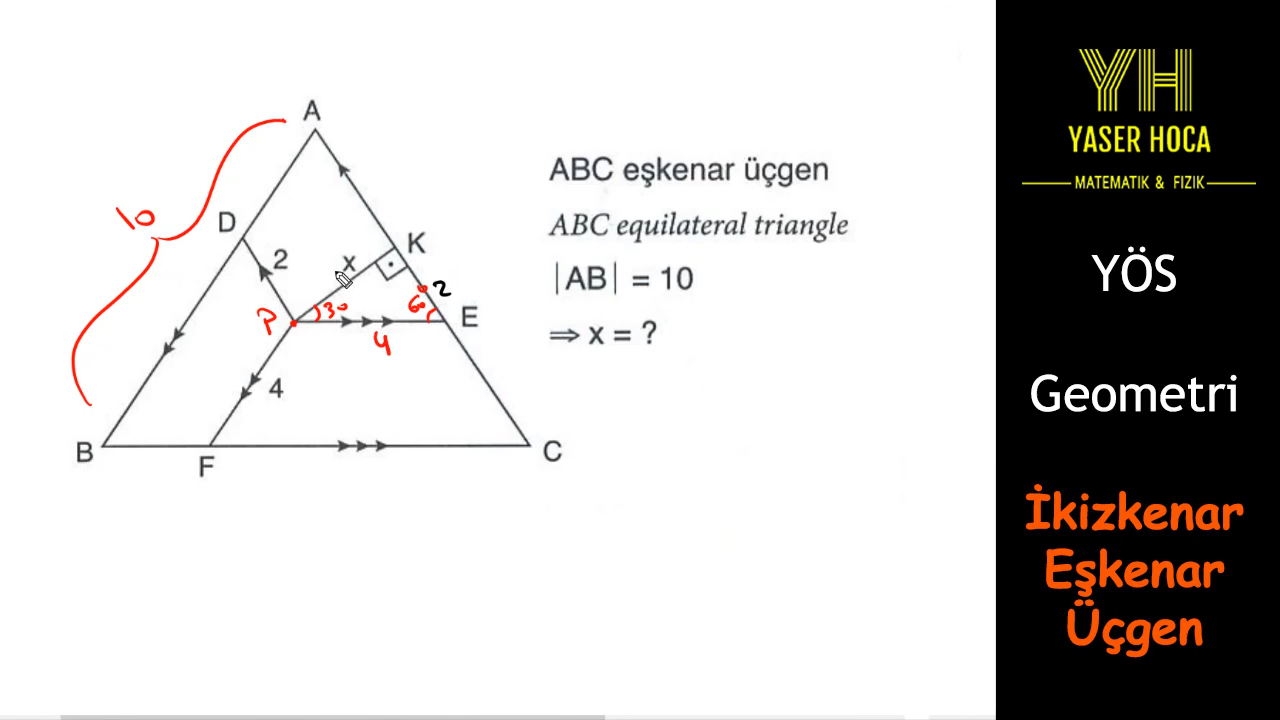 A
10
D
K
2
x
2
P
30
60
E
4
4
B
F
C
ABC eşkenar üçgen
ABC equilateral triangle
|AB| = 10
⇒ x = ?
YH
YASER HOCA
MATEMATIK & FIZIK
YÖS
Geometri
İkizkenar
Eşkenar
Üçgen